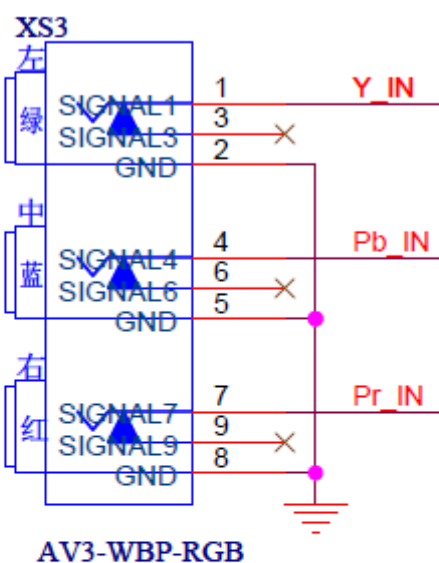 XS3
左
绿
SIGNAL1 1 Y_IN
SIGNAL3 3
GND 2
中
蓝
SIGNAL4 4 Pb_IN
SIGNAL6 6
GND 5
右
红
SIGNAL7 7 Pr_IN
SIGNAL9 9
GND 8
AV3-WBP-RGB